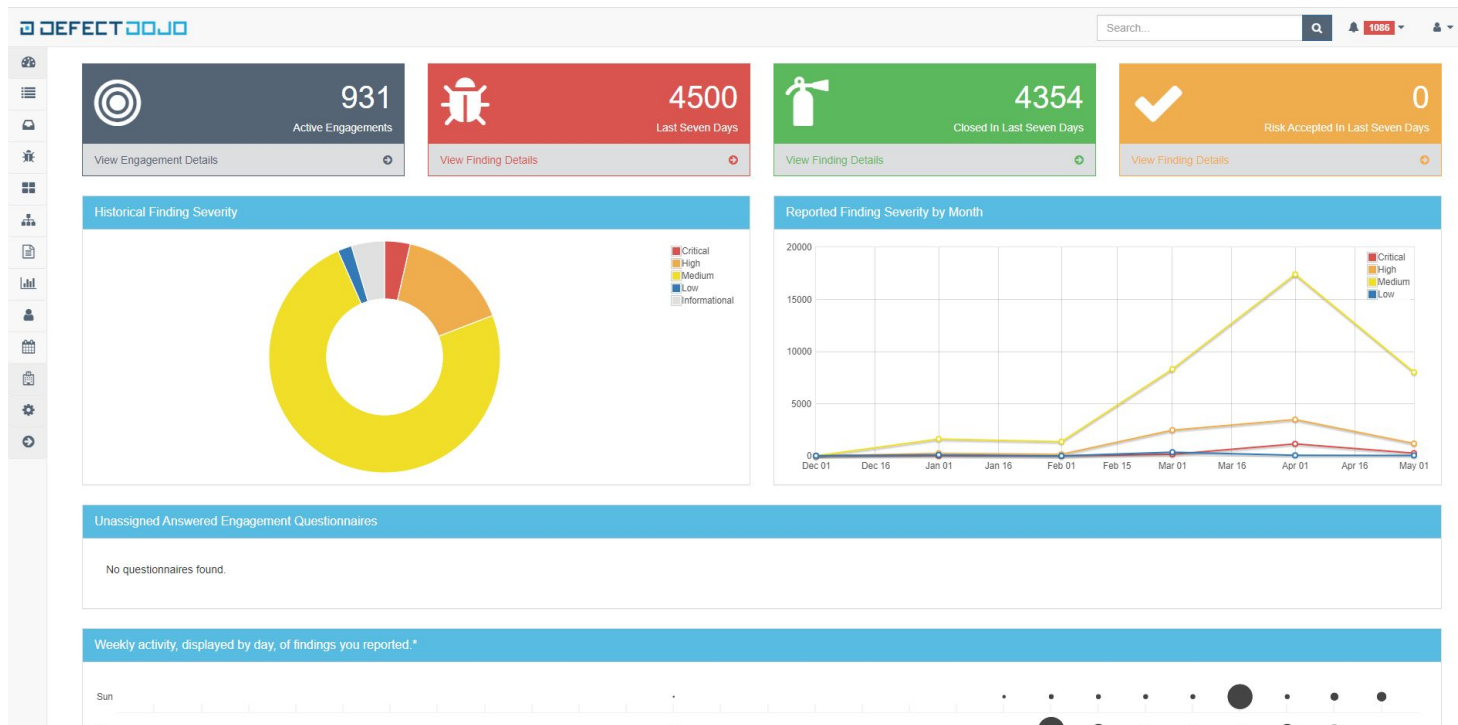 DEFECTDOJO
Search...
1086
931
Active Engagements
View Engagement Details
4500
Last Seven Days
View Finding Details
4354
Closed In Last Seven Days
View Finding Details
0
Risk Accepted In Last Seven Days
View Finding Details
Historical Finding Severity
Critical
High
Medium
Low
Informational
Reported Finding Severity by Month
20000
15000
10000
5000
0
Critical
High
Medium
Low
Dec 01 Dec 16 Jan 01 Jan 16 Feb 01 Feb 15 Mar 01 Mar 16 Apr 01 Apr 16 May 01
Unassigned Answered Engagement Questionnaires
No questionnaires found.
Weekly activity, displayed by day, of findings you reported.*
Sun